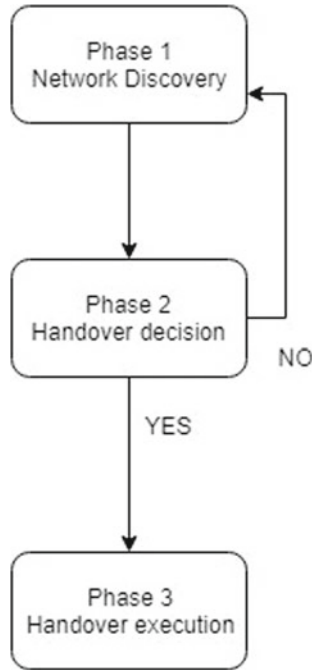 Phase 1
Network Discovery
Phase 2
Handover decision
NO
YES
Phase 3
Handover execution